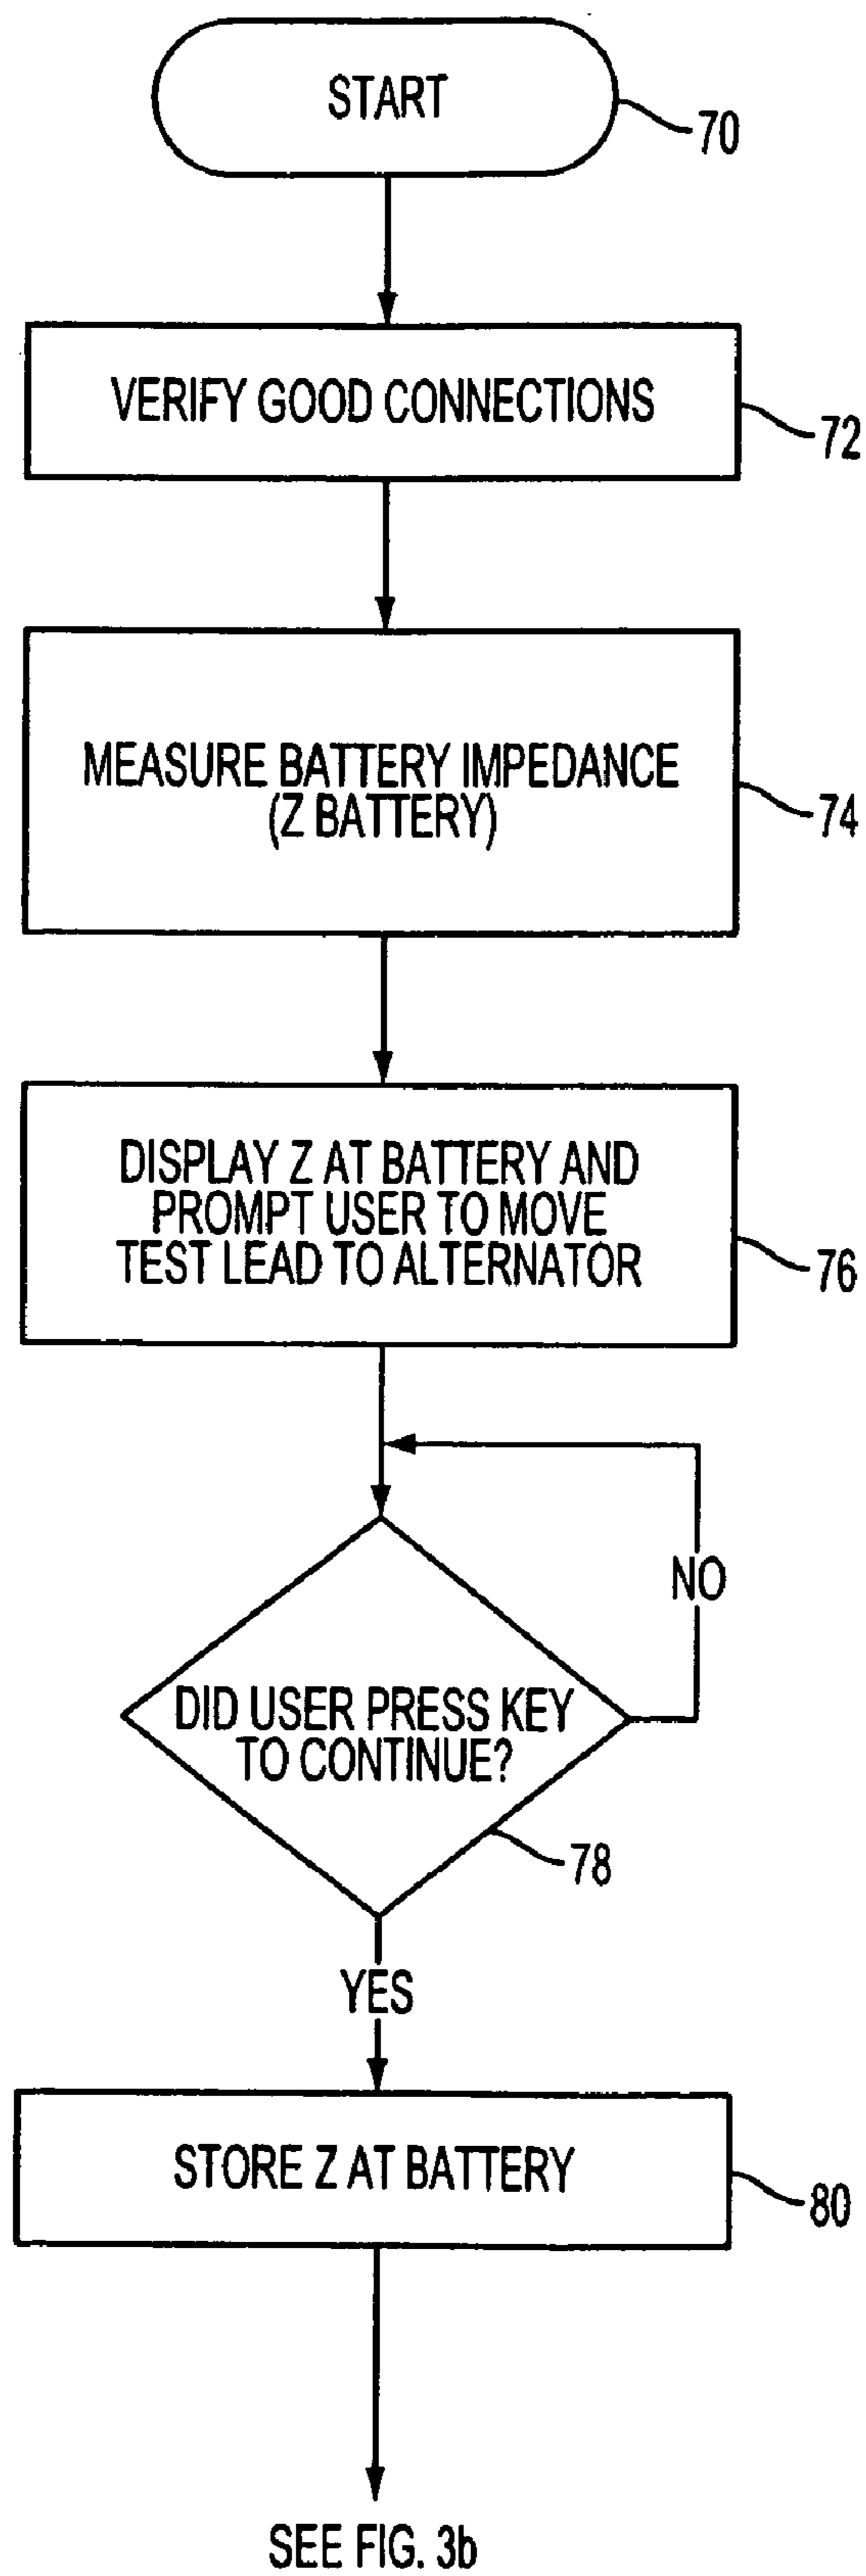 START
70
VERIFY GOOD CONNECTIONS
72
MEASURE BATTERY IMPEDANCE
(Z BATTERY)
74
DISPLAY Z AT BATTERY AND
PROMPT USER TO MOVE
TEST LEAD TO ALTERNATOR
76
NO
DID USER PRESS KEY
TO CONTINUE?
78
YES
STORE Z AT BATTERY
80
SEE FIG. 3b